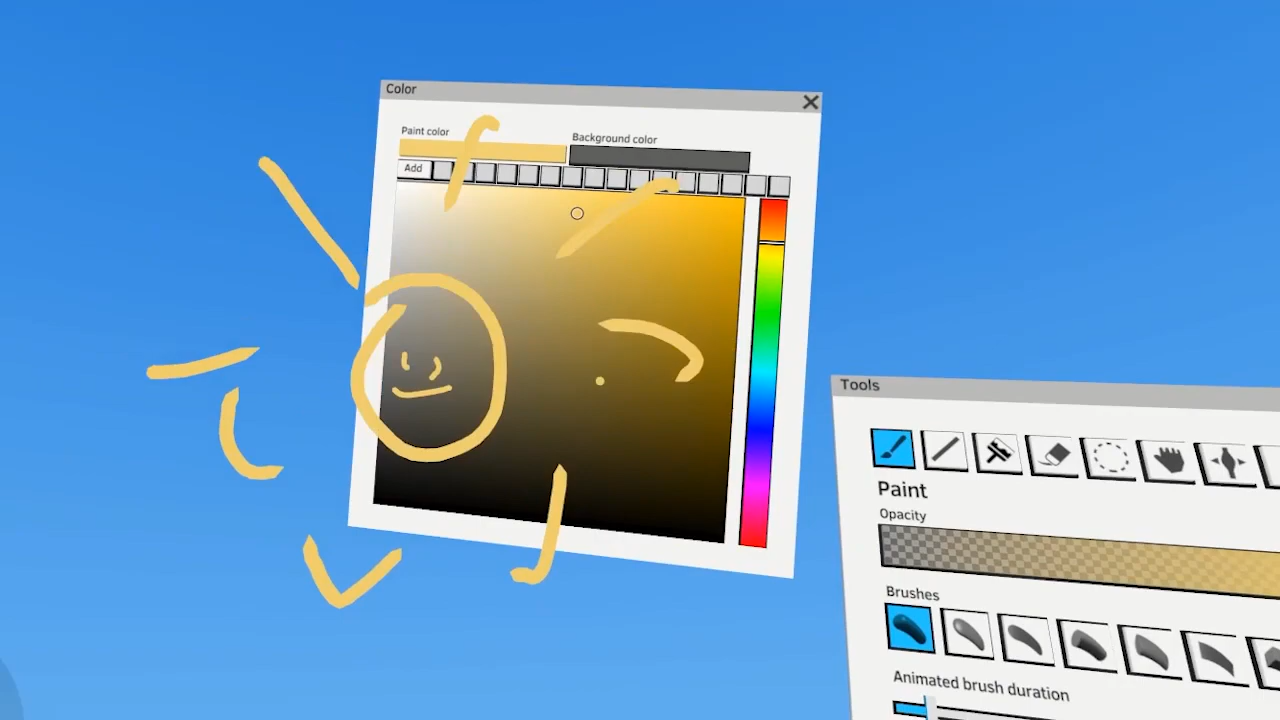 Color
Paint color
Background color
Add
Tools
Paint
Opacity
Brushes
Animated brush duration